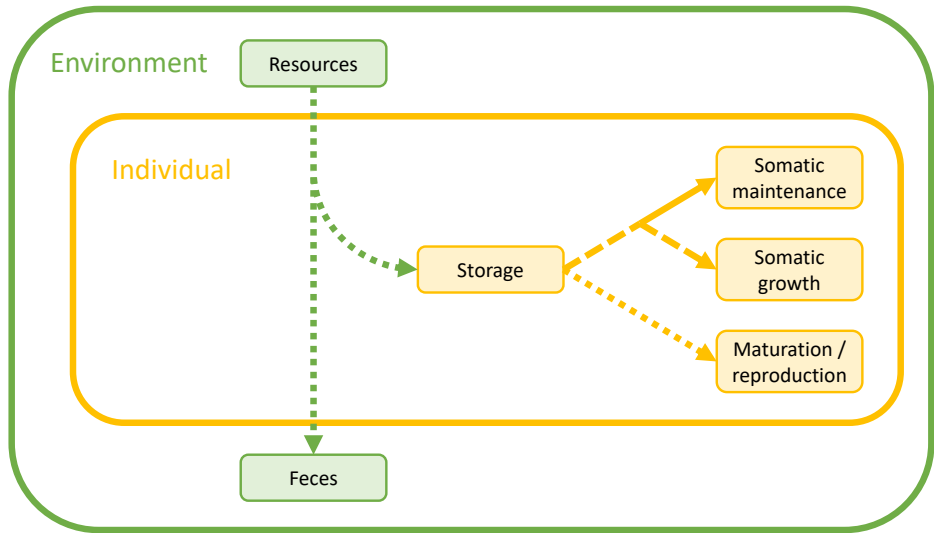 Environment
Resources
Individual
Somatic
maintenance
Storage
Somatic
growth
Maturation /
reproduction
Feces